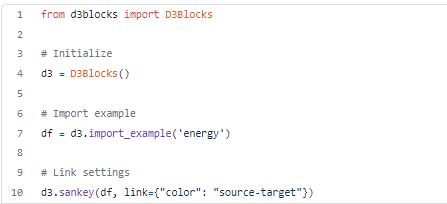 1 from d3blocks import D3Blocks
2
3 # Initialize
4 d3 = D3Blocks()
5
6 # Import example
7 df = d3.import_example('energy')
8
9 # Link settings
10 d3.sankey(df, link={"color": "source-target"})